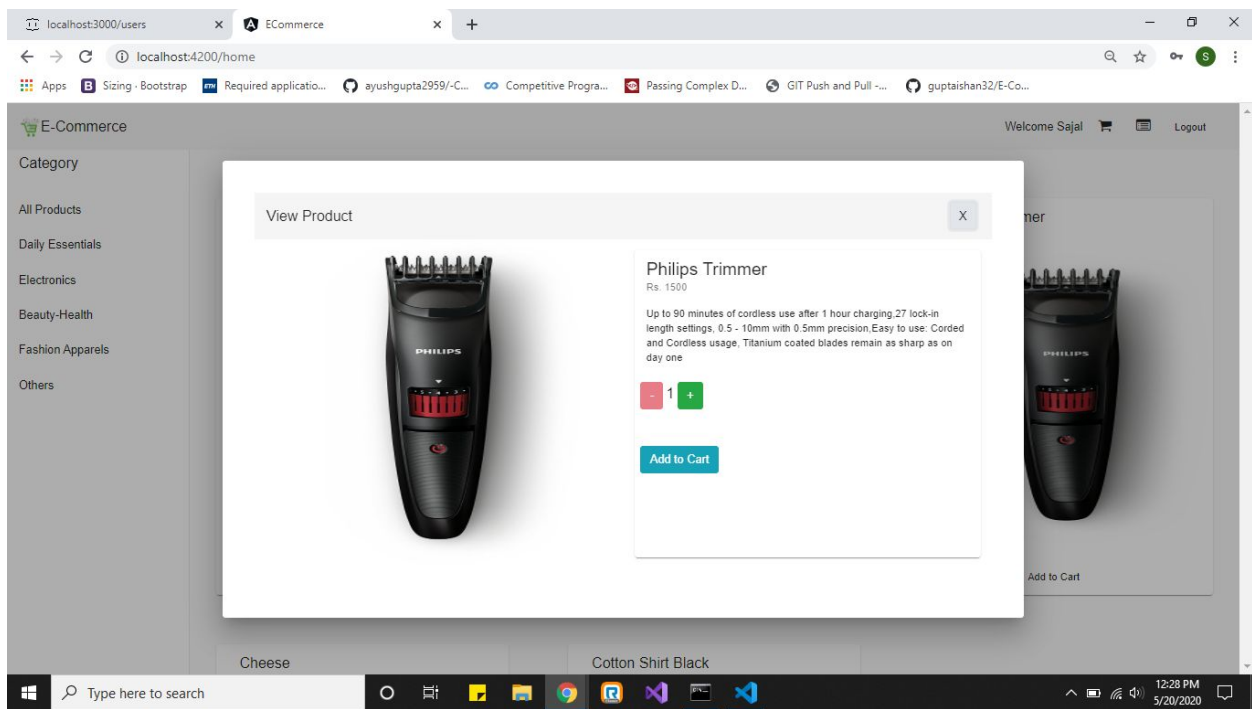 localhost:3000/users
ECommerce
localhost:4200/home
S
Apps
B Sizing · Bootstrap
Required applicatio...
ayushgupta2959/-C...
Competitive Progra...
Passing Complex D...
GIT Push and Pull -...
guptaishan32/E-Co...
E-Commerce
Welcome Sajal
Logout
Category
All Products
Daily Essentials
Electronics
Beauty-Health
Fashion Apparels
Others
View Product
X
mer
PHILIPS
Philips Trimmer
Rs. 1500
Up to 90 minutes of cordless use after 1 hour charging,27 lock-in
length settings, 0.5 - 10mm with 0.5mm precision,Easy to use: Corded
and Cordless usage, Titanium coated blades remain as sharp as on
day one
- 1 +
Add to Cart
PHILIPS
Add to Cart
Cheese
Cotton Shirt Black
Type here to search
12:28 PM
5/20/2020